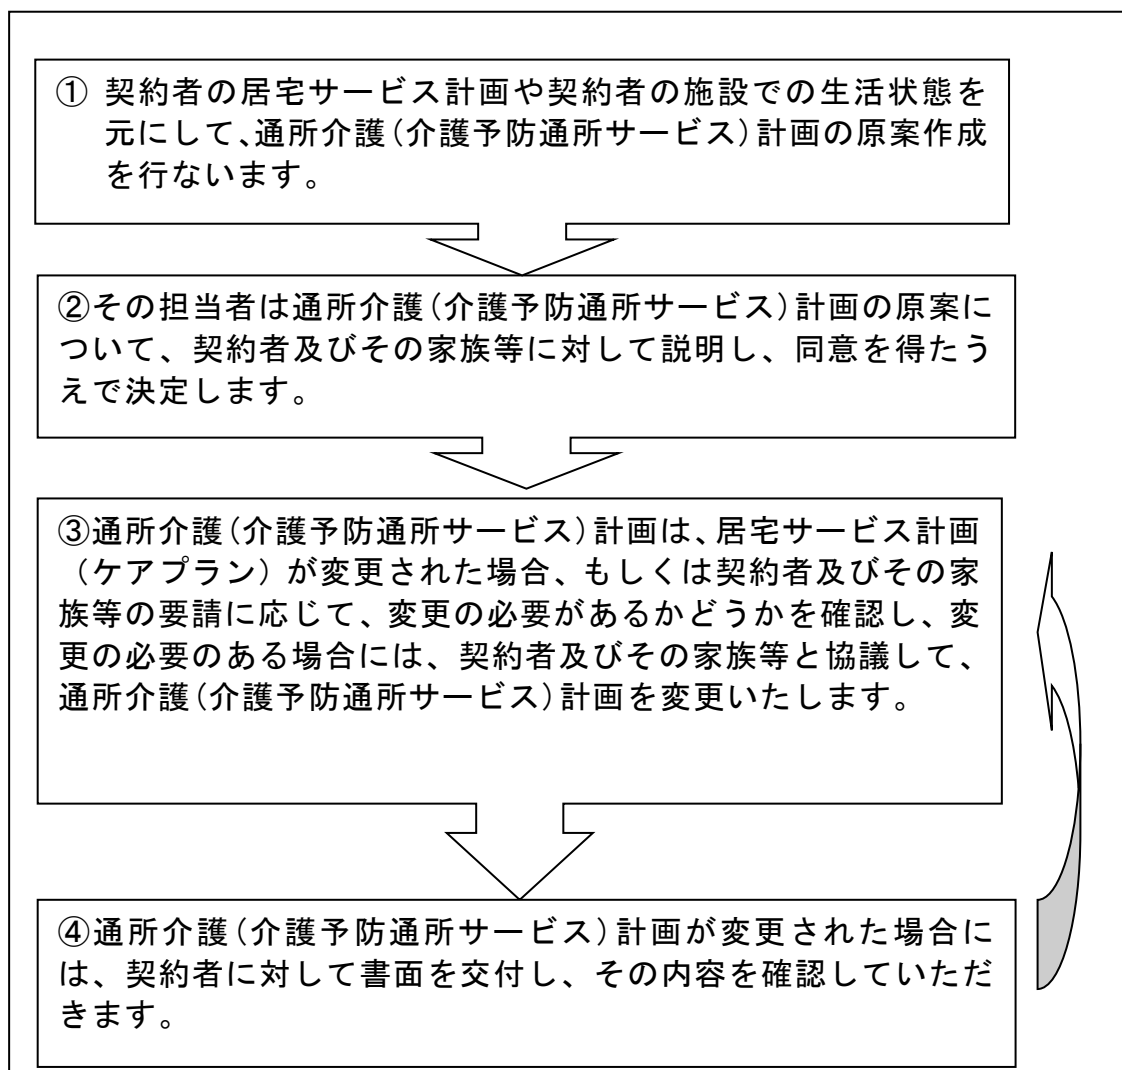 ① 契約者の居宅サービス計画や契約者の施設での生活状態を
元にして、通所介護(介護予防通所サービス)計画の原案作成
を行ないます。
②その担当者は通所介護(介護予防通所サービス)計画の原案に
ついて、契約者及びその家族等に対して説明し、同意を得たう
えで決定します。
③通所介護(介護予防通所サービス)計画は、居宅サービス計画
（ケアプラン）が変更された場合、もしくは契約者及びその家
族等の要請に応じて、変更の必要があるかどうかを確認し、変
更の必要のある場合には、契約者及びその家族等と協議して、
通所介護(介護予防通所サービス)計画を変更いたします。
④通所介護(介護予防通所サービス)計画が変更された場合に
は、契約者に対して書面を交付し、その内容を確認していただ
きます。